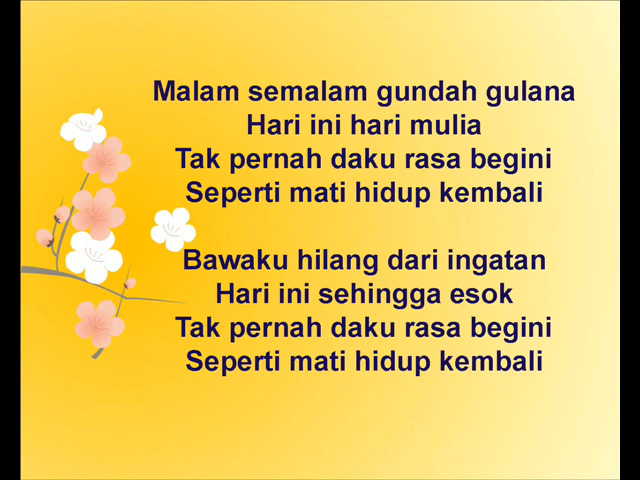 Malam semalam gundah gulana
Hari ini hari mulia
Tak pernah daku rasa begini
Seperti mati hidup kembali
Bawaku hilang dari ingatan
Hari ini sehingga esok
Tak pernah daku rasa begini
Seperti mati hidup kembali